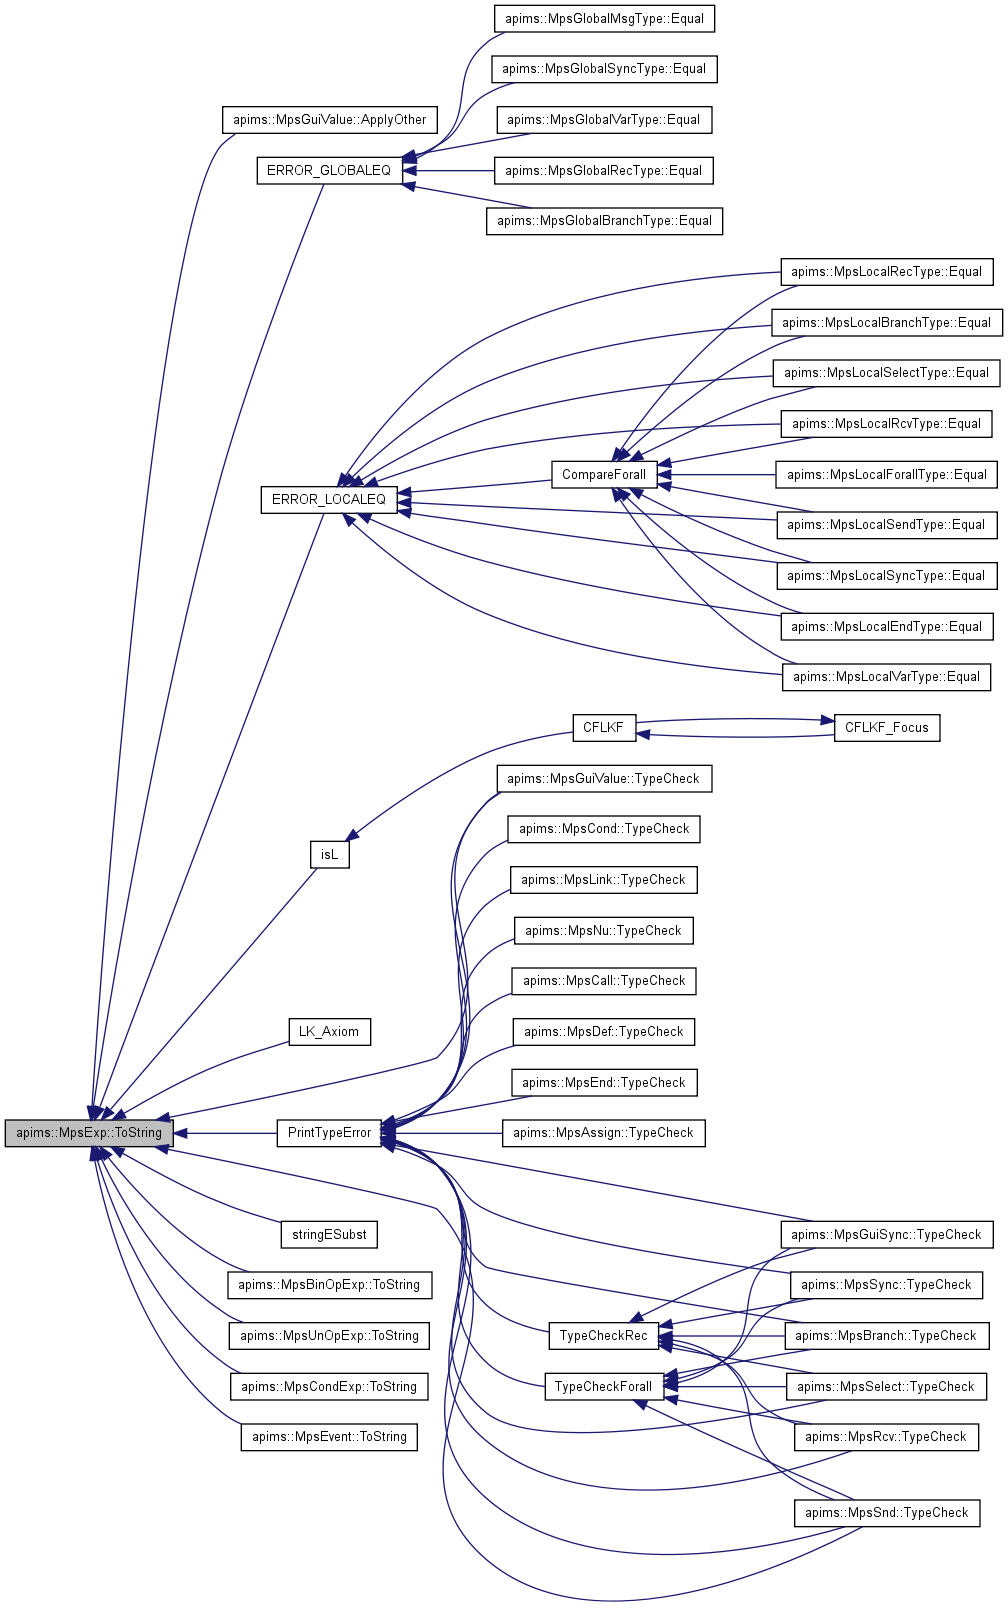 apims::MpsGlobalMsgType::Equal
apims::MpsGlobalSyncType::Equal
apims::MpsGuiValue::ApplyOther
apims::MpsGlobalVarType::Equal
ERROR_GLOBALEQ
apims::MpsGlobalRecType::Equal
apims::MpsGlobalBranchType::Equal
apims::MpsLocalRecType::Equal
apims::MpsLocalBranchType::Equal
apims::MpsLocalSelectType::Equal
apims::MpsLocalRcvType::Equal
CompareForall
apims::MpsLocalForallType::Equal
ERROR_LOCALEQ
apims::MpsLocalSendType::Equal
apims::MpsLocalSyncType::Equal
apims::MpsLocalEndType::Equal
apims::MpsLocalVarType::Equal
CFLKF
CFLKF_Focus
apims::MpsGuiValue::TypeCheck
apims::MpsCond::TypeCheck
isL
apims::MpsLink::TypeCheck
apims::MpsNu::TypeCheck
apims::MpsCall::TypeCheck
LK_Axiom
apims::MpsDef::TypeCheck
apims::MpsEnd::TypeCheck
apims::MpsExp::ToString
PrintTypeError
apims::MpsAssign::TypeCheck
stringESubst
apims::MpsGuiSync::TypeCheck
apims::MpsBinOpExp::ToString
apims::MpsSync::TypeCheck
apims::MpsUnOpExp::ToString
TypeCheckRec
apims::MpsBranch::TypeCheck
apims::MpsCondExp::ToString
TypeCheckForall
apims::MpsSelect::TypeCheck
apims::MpsEvent::ToString
apims::MpsRcv::TypeCheck
apims::MpsSnd::TypeCheck